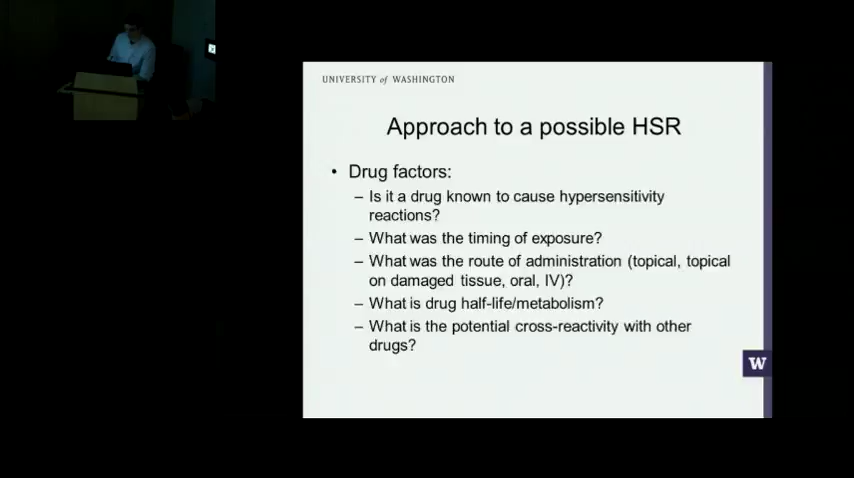 UNIVERSITY of WASHINGTON
Approach to a possible HSR
• Drug factors:
– Is it a drug known to cause hypersensitivity
reactions?
– What was the timing of exposure?
– What was the route of administration (topical, topical
on damaged tissue, oral, IV)?
– What is drug half-life/metabolism?
– What is the potential cross-reactivity with other
drugs?
W